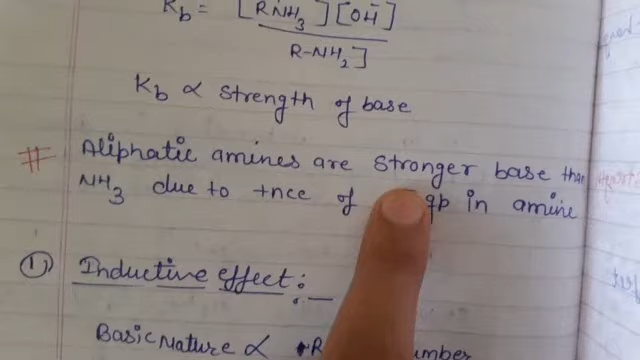 Kb = [RNH3][OH]
R-NH2]
Kb ∝ Strength of base
# Aliphatic amines are stronger base than
NH3 due to +nce of gp in amine
① Inductive effect:-
Basic Nature ∝ R